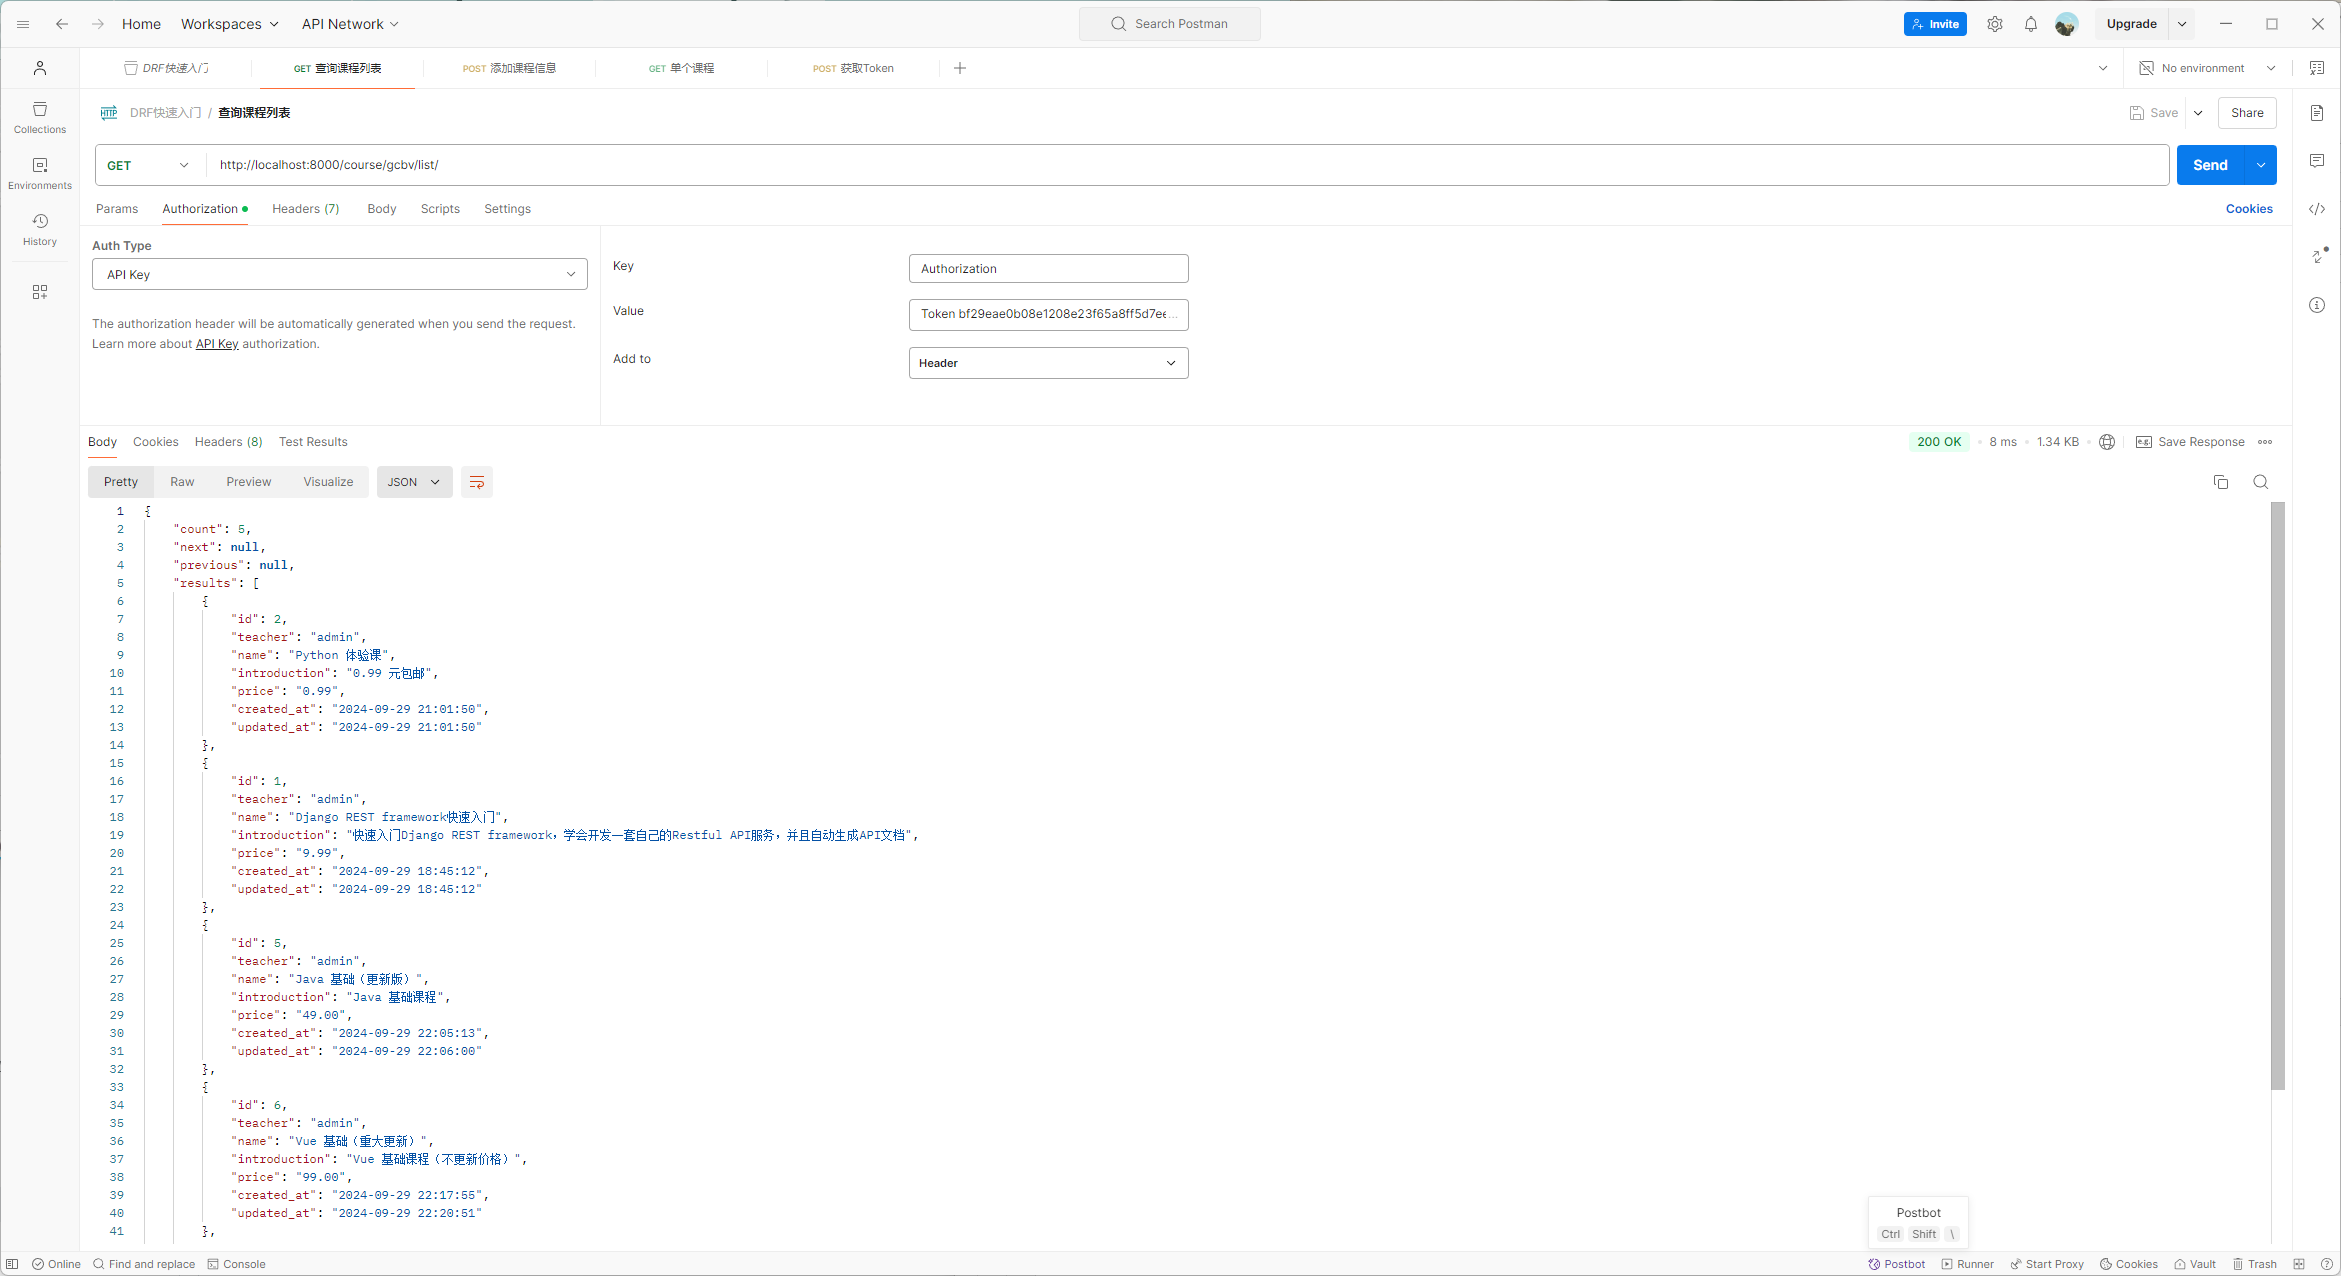 Home Workspaces API Network Search Postman Invite Upgrade
DRF快速入门 GET 查询课程列表 POST 添加课程信息 GET 单个课程 POST 获取Token No environment
HTTP DRF快速入门 / 查询课程列表 Save Share
Collections
GET http://localhost:8000/course/gcbv/list/ Send
Environments
Params Authorization Headers (7) Body Scripts Settings Cookies
History
Auth Type
API Key
The authorization header will be automatically generated when you send the request.
Learn more about API Key authorization.
Key Authorization
Value Token bf29eae0b08e1208e23f65a8ff5d7ee...
Add to Header
Body Cookies Headers (8) Test Results 200 OK 8 ms 1.34 KB e.g. Save Response
Pretty Raw Preview Visualize JSON
1 {
2 "count": 5,
3 "next": null,
4 "previous": null,
5 "results": [
6 {
7 "id": 2,
8 "teacher": "admin",
9 "name": "Python 体验课",
10 "introduction": "0.99 元包邮",
11 "price": "0.99",
12 "created_at": "2024-09-29 21:01:50",
13 "updated_at": "2024-09-29 21:01:50"
14 },
15 {
16 "id": 1,
17 "teacher": "admin",
18 "name": "Django REST framework快速入门",
19 "introduction": "快速入门Django REST framework，学会开发一套自己的Restful API服务，并且自动生成API文档",
20 "price": "9.99",
21 "created_at": "2024-09-29 18:45:12",
22 "updated_at": "2024-09-29 18:45:12"
23 },
24 {
25 "id": 5,
26 "teacher": "admin",
27 "name": "Java 基础（更新版）",
28 "introduction": "Java 基础课程",
29 "price": "49.00",
30 "created_at": "2024-09-29 22:05:13",
31 "updated_at": "2024-09-29 22:06:00"
32 },
33 {
34 "id": 6,
35 "teacher": "admin",
36 "name": "Vue 基础（重大更新）",
37 "introduction": "Vue 基础课程（不更新价格）",
38 "price": "99.00",
39 "created_at": "2024-09-29 22:17:55",
40 "updated_at": "2024-09-29 22:20:51"
41 },
Postbot
Ctrl Shift \
Online Find and replace Console Postbot Runner Start Proxy Cookies Vault Trash